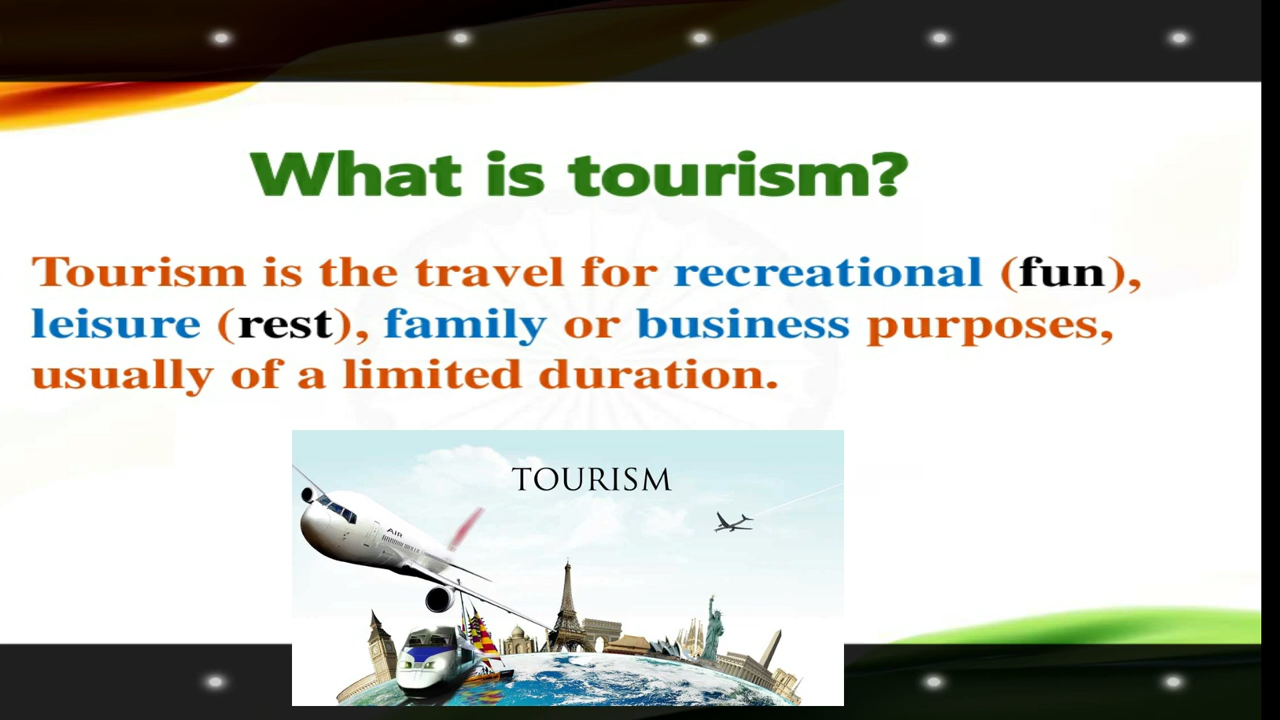 What is tourism?
Tourism is the travel for recreational (fun),
leisure (rest), family or business purposes,
usually of a limited duration.
TOURISM
AIR